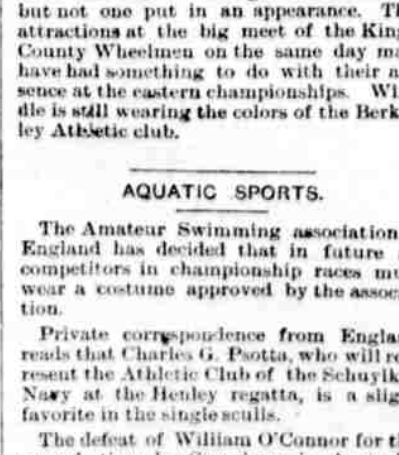 but not one put in an appearance. Th
attractions at the big meet of the King
County Wheelmen on the same day ma
have had something to do with their a
sence at the eastern championships. Wi
dle is still wearing the colors of the Berk
ley Athletic club.
AQUATIC SPORTS.
The Amateur Swimming association
England has decided that in future
competitors in championship races mu
wear a costume approved by the assoc
tion.
Private correspondence from Engla
reads that Charles G. Psotta, who will re
resent the Athletic Club of the Schuylk
Navy at the Henley regatta, is a slig
favorite in the single sculls.
The defeat of William O'Connor for t